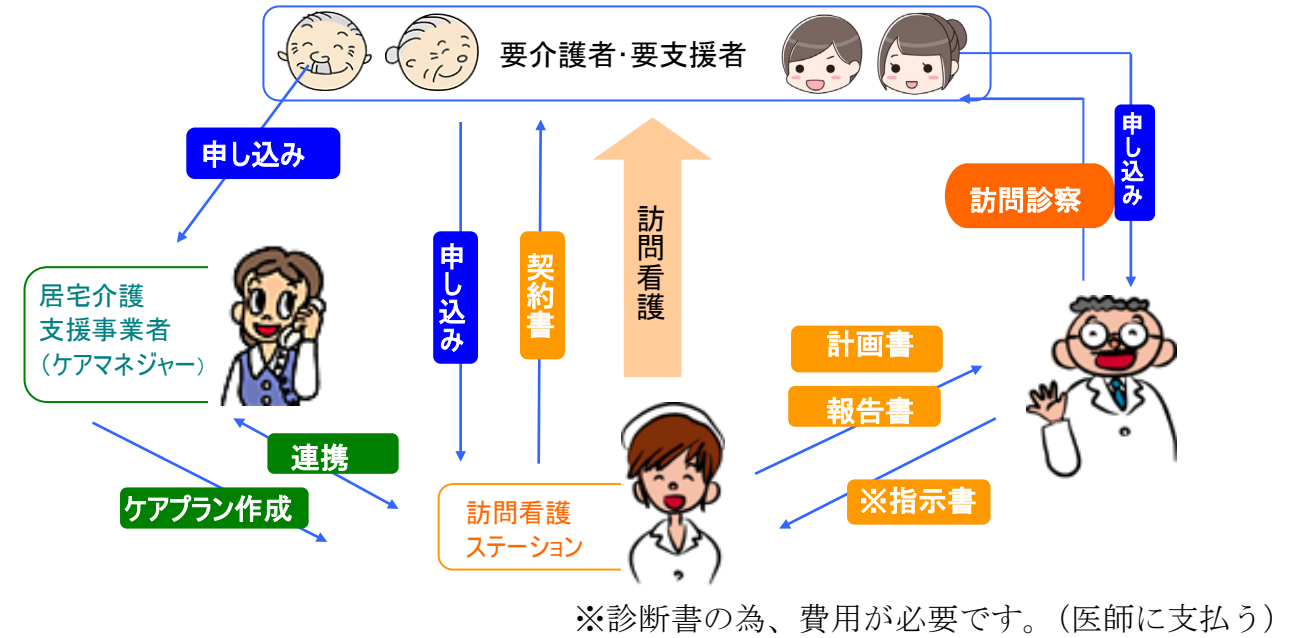 要介護者･要支援者
申し込み
申し込み
訪問診察
訪問看護
申し込み
契約書
居宅介護
支援事業者
（ケアマネジャー）
計画書
報告書
連携
ケアプラン作成
※指示書
訪問看護
ステーション
※診断書の為、費用が必要です。（医師に支払う）